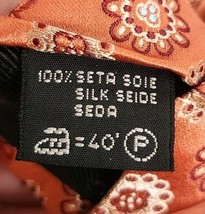 100% SETA SOIE
SILK SEIDE
SEDA
=40' P